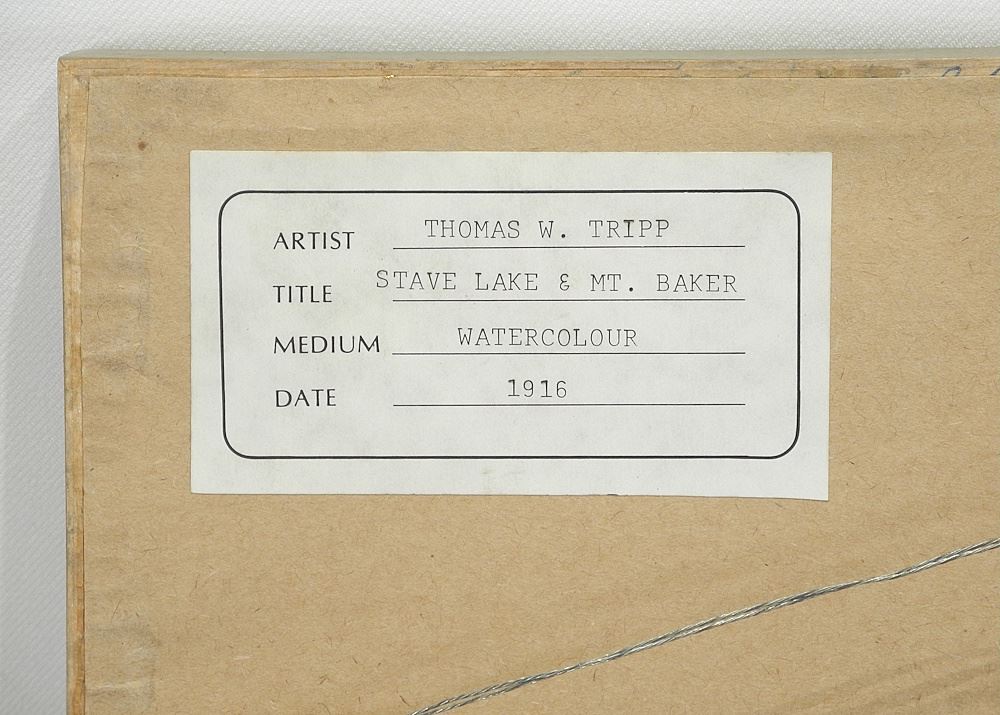 ARTIST THOMAS W. TRIPP
TITLE STAVE LAKE & MT. BAKER
MEDIUM WATERCOLOUR
DATE 1916